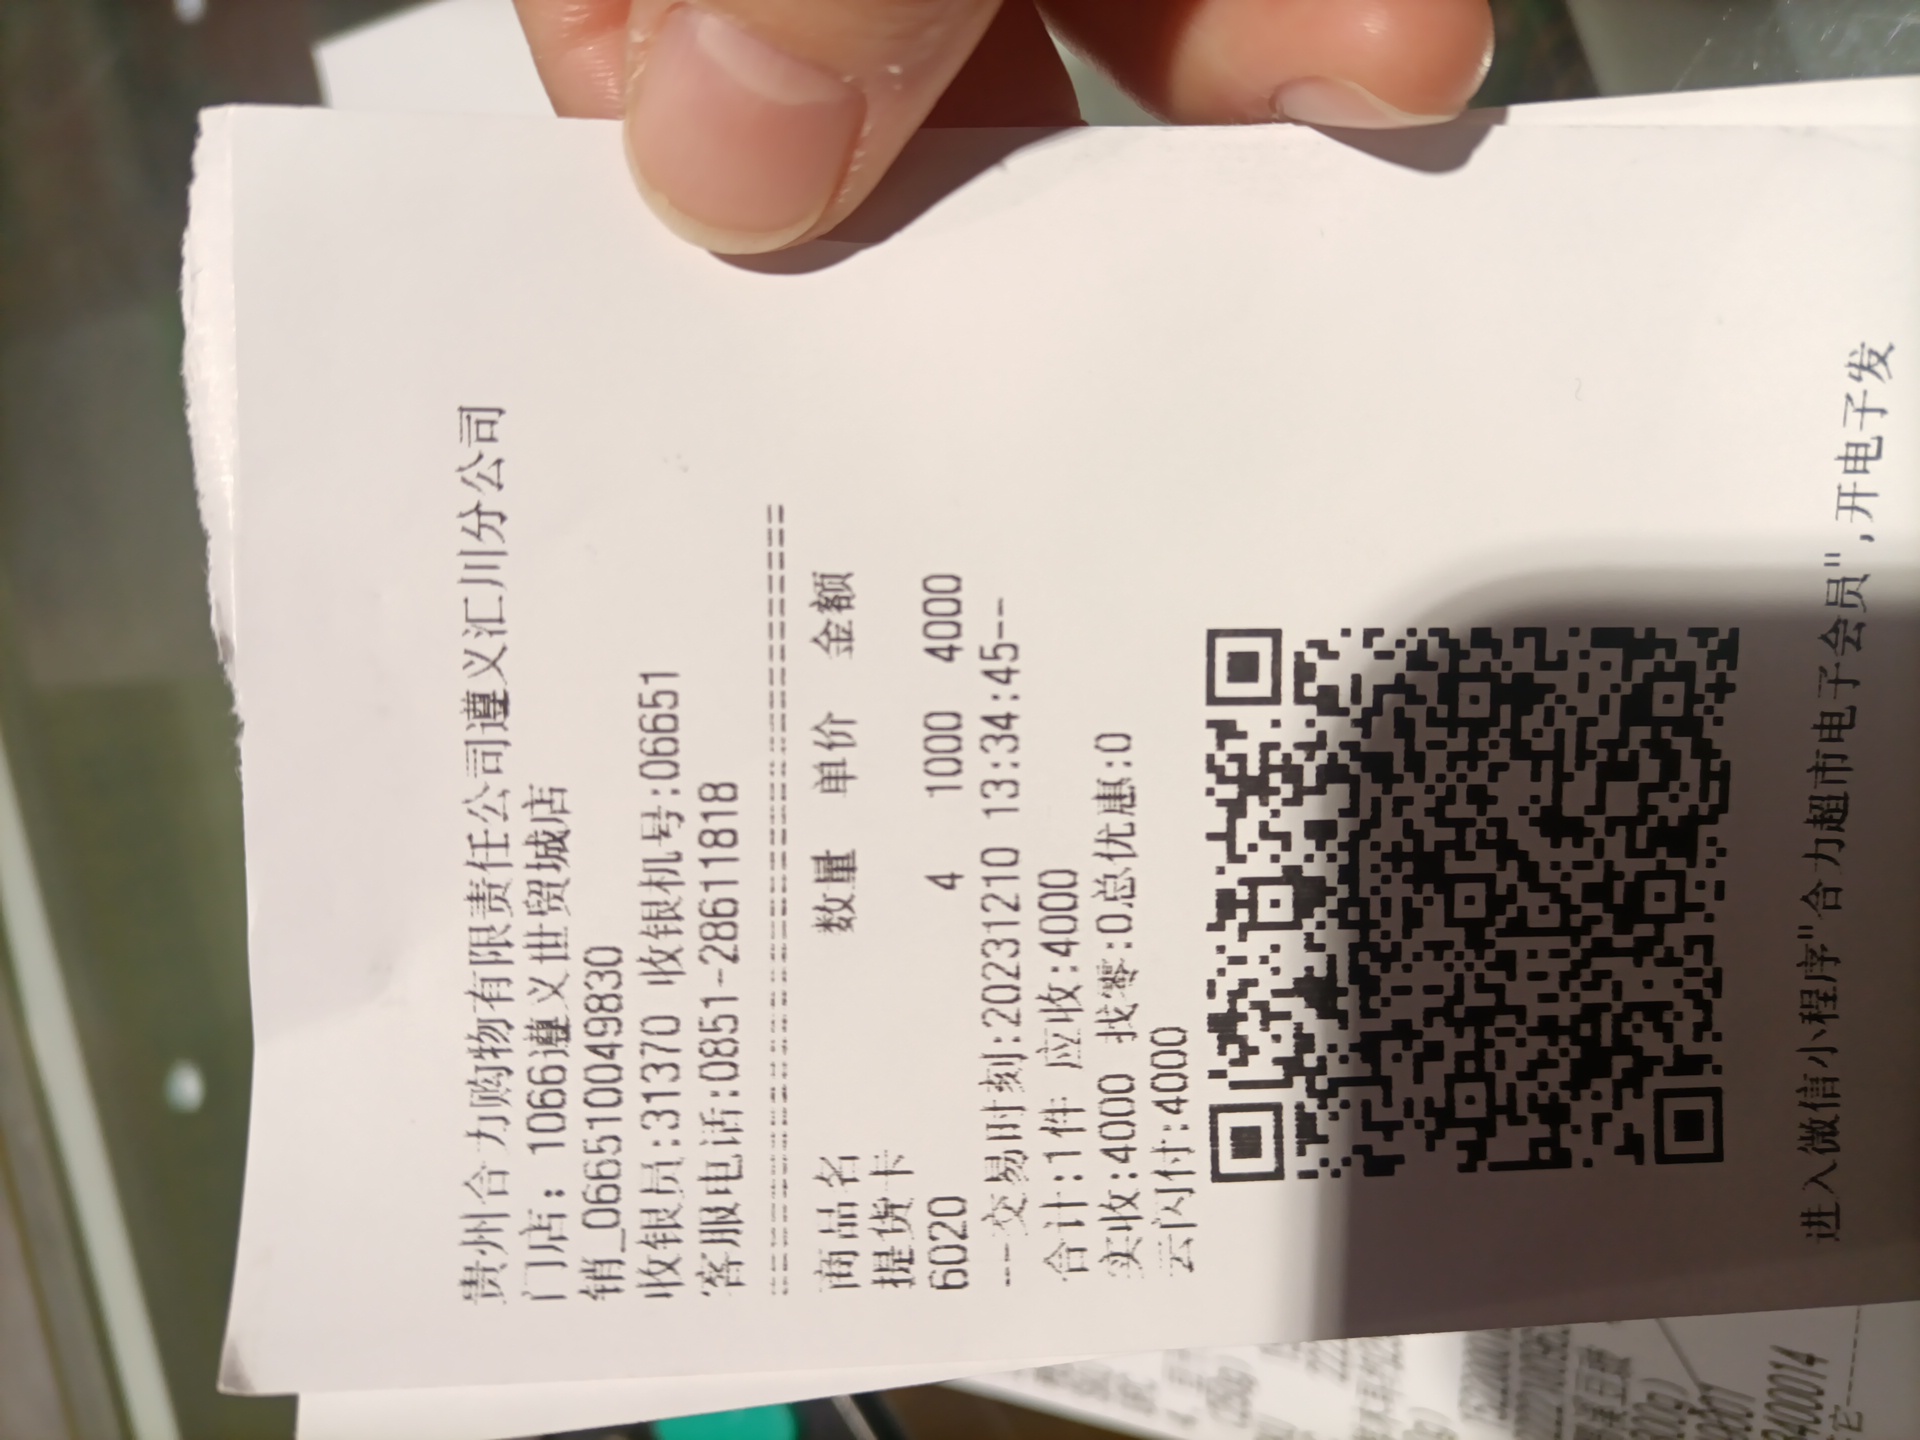 贵州合力购物有限责任公司遵义汇川分公司
门店: 1066遵义世贸城店
销_066510049830
收银员:31370 收银机号:06651
客服电话:0851-28611818
========================================
商品名 数量 单价 金额
提货卡
6020 4 1000 4000
---交易时刻:20231210 13:34:45--
合计:1件 应收:4000
实收:4000 找零:0总优惠:0
云闪付:4000
进入微信小程序"合力超市电子会员",开电子发